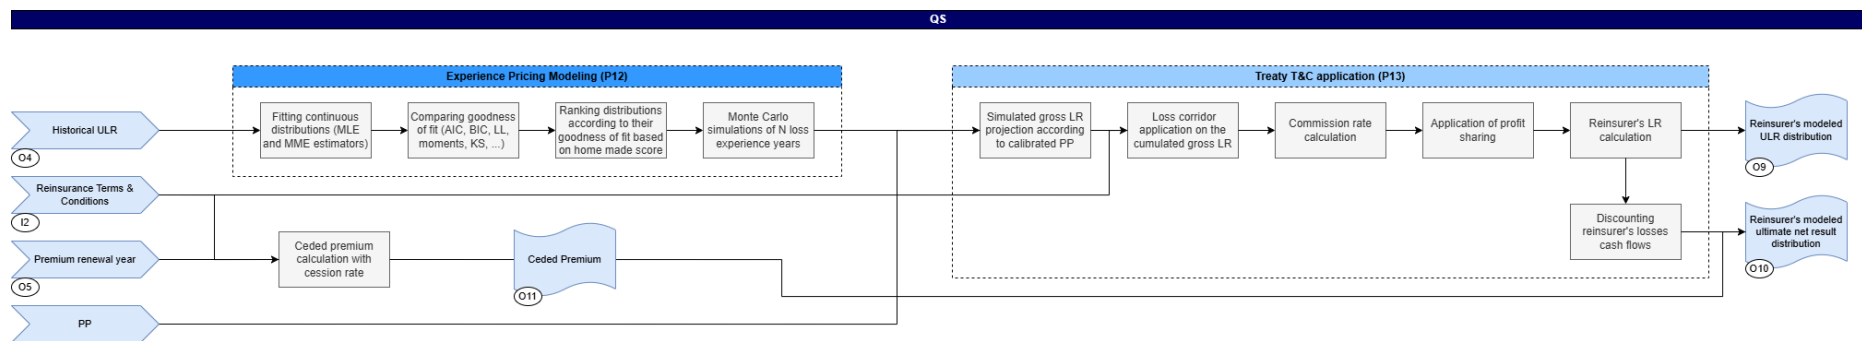 QS
Experience Pricing Modeling (P12)
Treaty T&C application (P13)
Historical ULR
O4
Fitting continuous
distributions (MLE
and MME estimators)
Comparing goodness
of fit (AIC, BIC, LL,
moments, KS, ...)
Ranking distributions
according to their
goodness of fit based
on home made score
Monte Carlo
simulations of N loss
experience years
Simulated gross LR
projection according
to calibrated PP
Loss corridor
application on the
cumulated gross LR
Commission rate
calculation
Application of profit
sharing
Reinsurer's LR
calculation
Reinsurer's modeled
ULR distribution
O9
Reinsurance Terms &
Conditions
I2
Discounting
reinsurer's losses
cash flows
Reinsurer's modeled
ultimate net result
distribution
O10
Premium renewal year
O5
Ceded premium
calculation with
cession rate
Ceded Premium
O11
PP